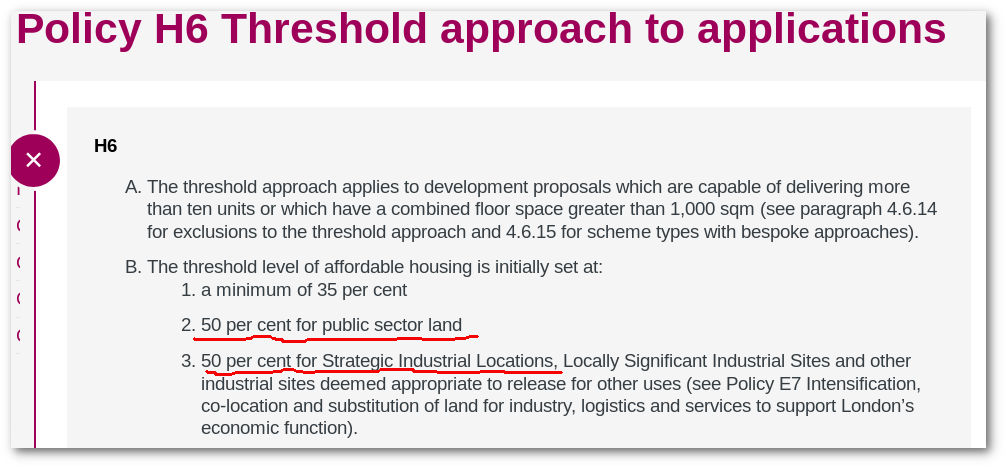 Policy H6 Threshold approach to applications
H6
A. The threshold approach applies to development proposals which are capable of delivering more
than ten units or which have a combined floor space greater than 1,000 sqm (see paragraph 4.6.14
for exclusions to the threshold approach and 4.6.15 for scheme types with bespoke approaches).
B. The threshold level of affordable housing is initially set at:
1. a minimum of 35 per cent
2. 50 per cent for public sector land
3. 50 per cent for Strategic Industrial Locations, Locally Significant Industrial Sites and other
industrial sites deemed appropriate to release for other uses (see Policy E7 Intensification,
co-location and substitution of land for industry, logistics and services to support London’s
economic function).